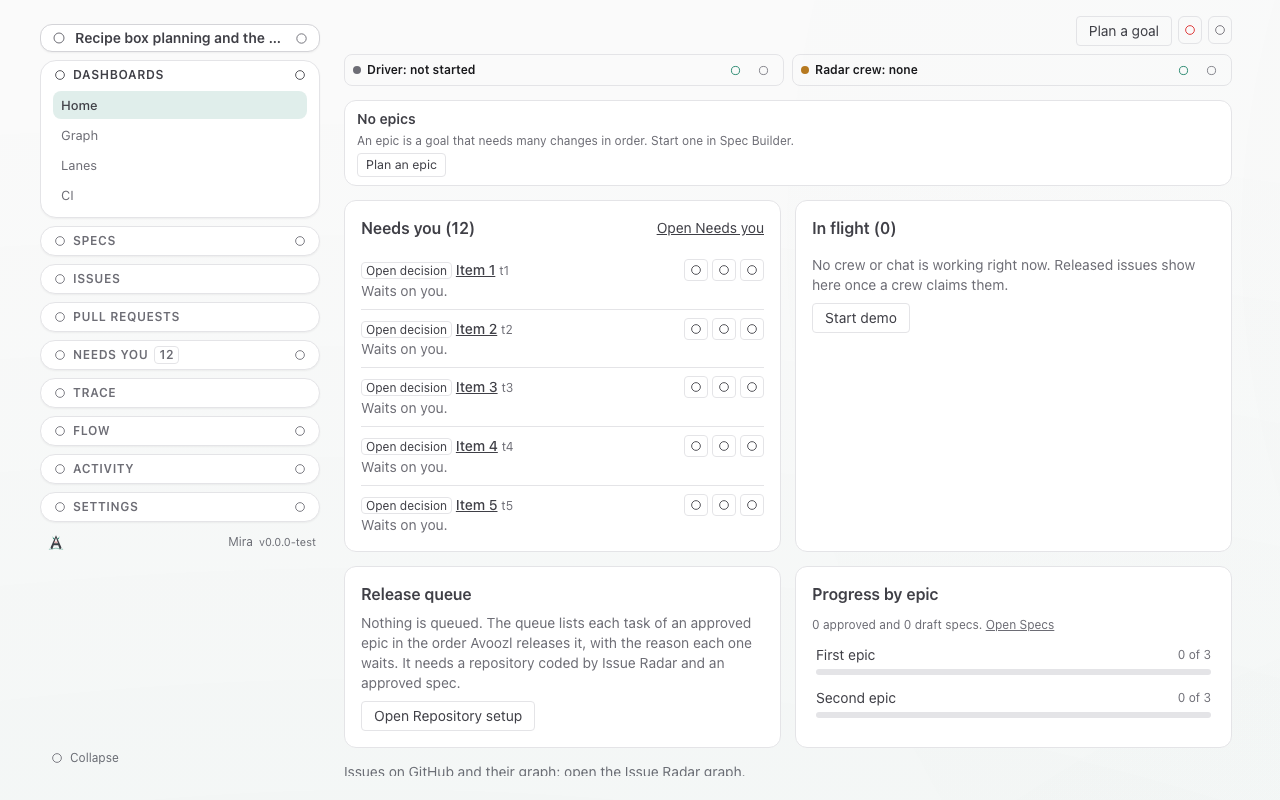 Recipe box planning and the ...
DASHBOARDS
Home
Graph
Lanes
CI
SPECS
ISSUES
PULL REQUESTS
NEEDS YOU 12
TRACE
FLOW
ACTIVITY
SETTINGS
Mira v0.0.0-test
Collapse
Plan a goal
Driver: not started
Radar crew: none
No epics
An epic is a goal that needs many changes in order. Start one in Spec Builder.
Plan an epic
Needs you (12)
Open Needs you
Open decision Item 1 t1
Waits on you.
Open decision Item 2 t2
Waits on you.
Open decision Item 3 t3
Waits on you.
Open decision Item 4 t4
Waits on you.
Open decision Item 5 t5
Waits on you.
In flight (0)
No crew or chat is working right now. Released issues show
here once a crew claims them.
Start demo
Release queue
Nothing is queued. The queue lists each task of an approved
epic in the order Avoozl releases it, with the reason each one
waits. It needs a repository coded by Issue Radar and an
approved spec.
Open Repository setup
Progress by epic
0 approved and 0 draft specs. Open Specs
First epic 0 of 3
Second epic 0 of 3
Issues on GitHub and their graph: open the Issue Radar graph.